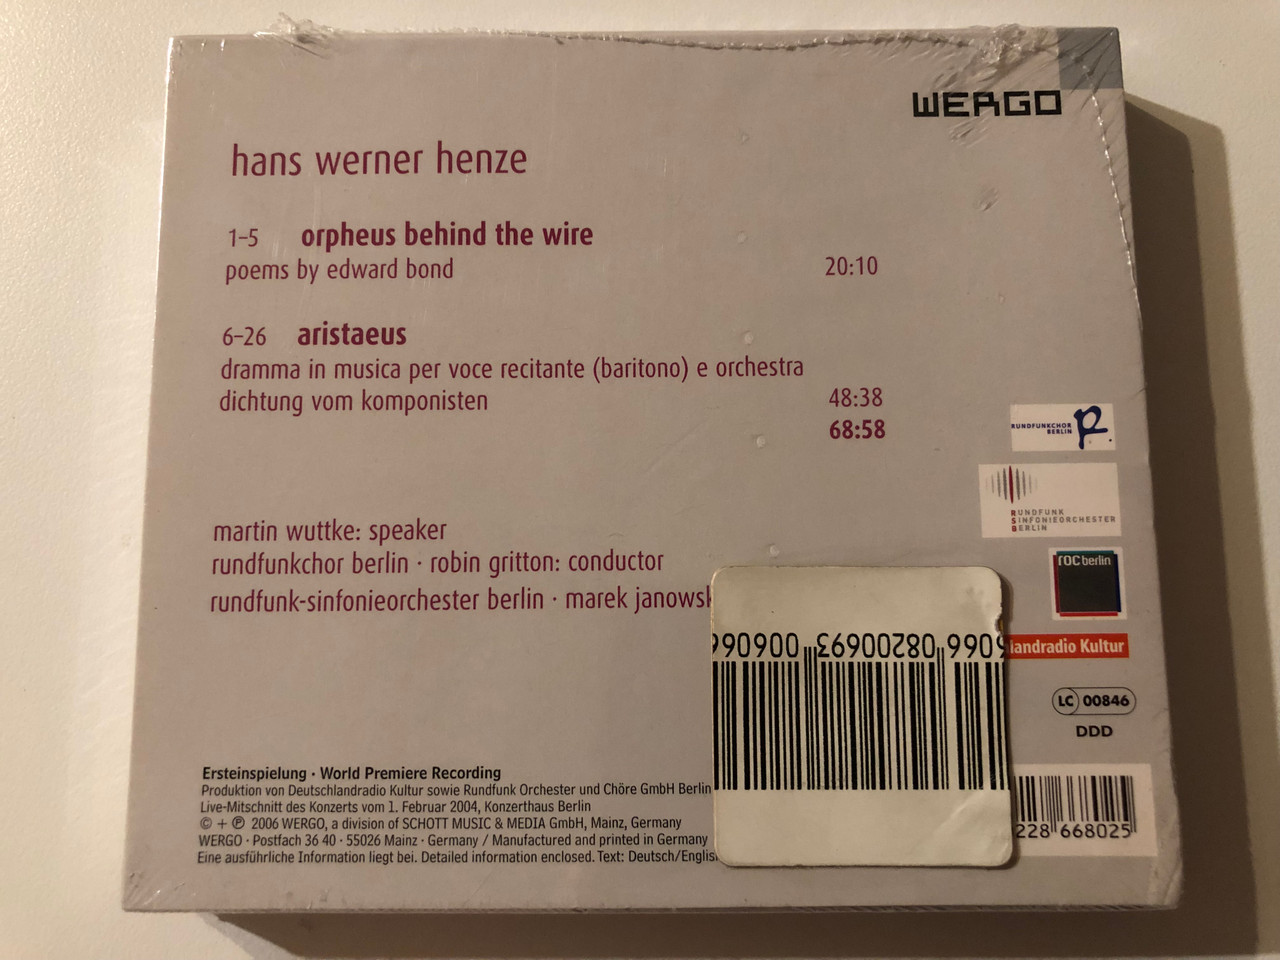 WERGO
hans werner henze
1–5 orpheus behind the wire
poems by edward bond 20:10
6–26 aristaeus
dramma in musica per voce recitante (baritono) e orchestra
dichtung vom komponisten 48:38
68:58
RUNDFUNKCHOR
BERLIN
RUNDFUNK
SINFONIEORCHESTER
BERLIN
martin wuttke: speaker
rundfunkchor berlin · robin gritton: conductor
roc berlin
rundfunk-sinfonieorchester berlin · marek janowsk
landradio Kultur
LC 00846
DDD
Ersteinspielung · World Premiere Recording
Produktion von Deutschlandradio Kultur sowie Rundfunk Orchester und Chöre GmbH Berlin
Live-Mitschnitt des Konzerts vom 1. Februar 2004, Konzerthaus Berlin
© + ℗ 2006 WERGO, a division of SCHOTT MUSIC & MEDIA GmbH, Mainz, Germany
WERGO · Postfach 36 40 · 55026 Mainz · Germany / Manufactured and printed in Germany
Eine ausführliche Information liegt bei. Detailed information enclosed. Text: Deutsch/Englis
228 668025